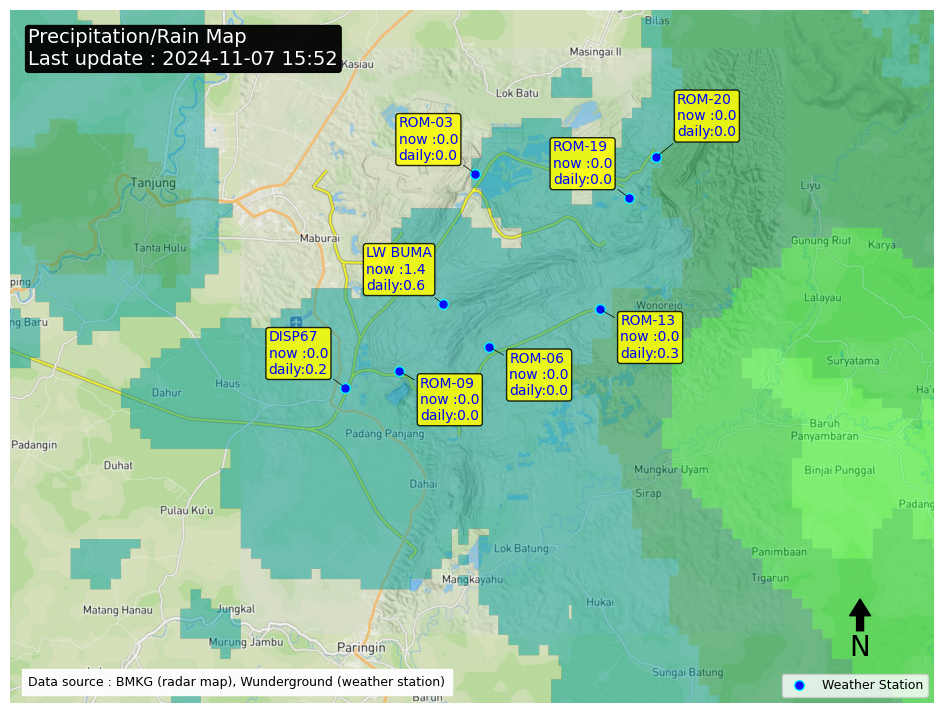 Precipitation/Rain Map
Last update : 2024-11-07 15:52
Bilas
Masingai II
Kasiau
Lok Batu
ROM-20
now :0.0
daily:0.0
ROM-03
now :0.0
daily:0.0
ROM-19
now :0.0
daily:0.0
Tanjung
Liyu
Maburai
Tanta Hulu
Gunung Riut
Karya
LW BUMA
now :1.4
daily:0.6
ping
Lalayau
Wonorejo
ng Baru
ROM-13
now :0.0
daily:0.3
DISP67
now :0.0
daily:0.2
ROM-06
now :0.0
daily:0.0
Suryatama
Haus
Dahur
Ha'
ROM-09
now :0.0
daily:0.0
Baruh
Panyambaran
Padang Panjang
Padangin
Duhat
Mungkur Uyam
Binjai Punggal
Dahai
Sirap
Padang
Pulau Ku'u
Lok Batung
Panimbaan
Mangkayahu
Tigarun
Matang Hanau
Jungkal
Hukai
Murung Jambu
Paringin
N
Sungai Batung
Data source : BMKG (radar map), Wunderground (weather station)
Weather Station
Barun